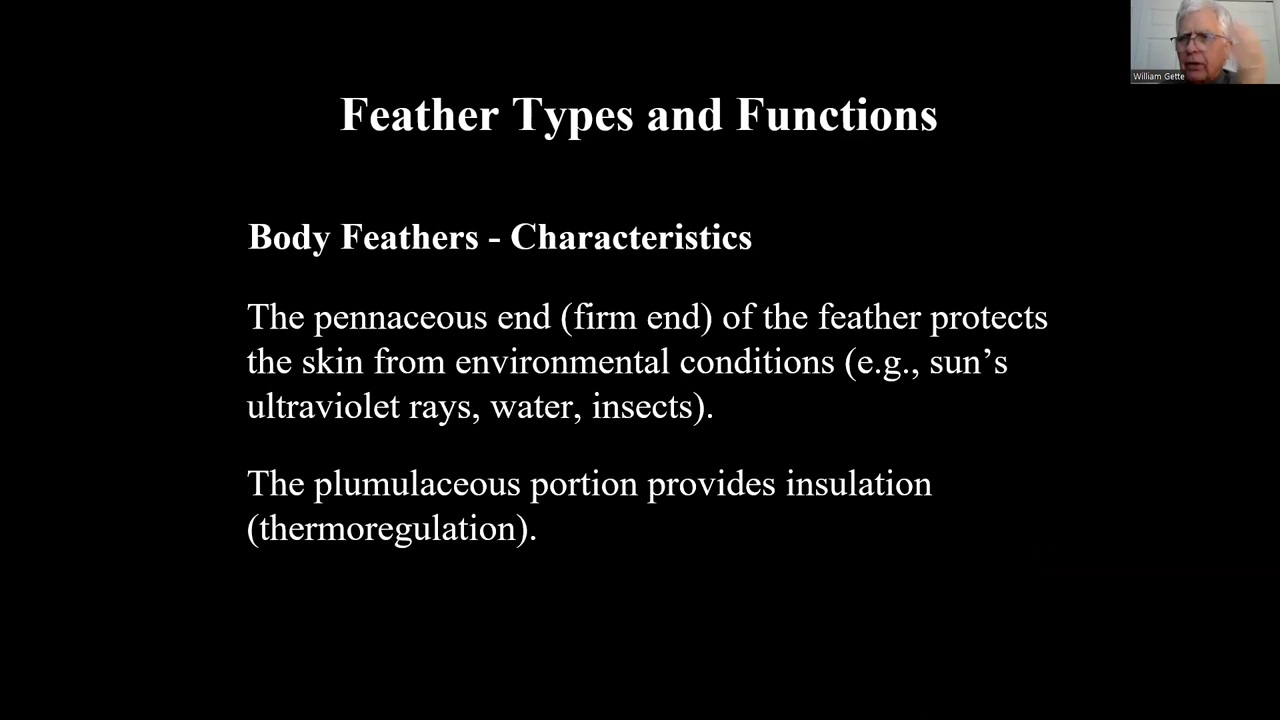 William Gette
Feather Types and Functions
Body Feathers - Characteristics
The pennaceous end (firm end) of the feather protects
the skin from environmental conditions (e.g., sun’s
ultraviolet rays, water, insects).
The plumulaceous portion provides insulation
(thermoregulation).